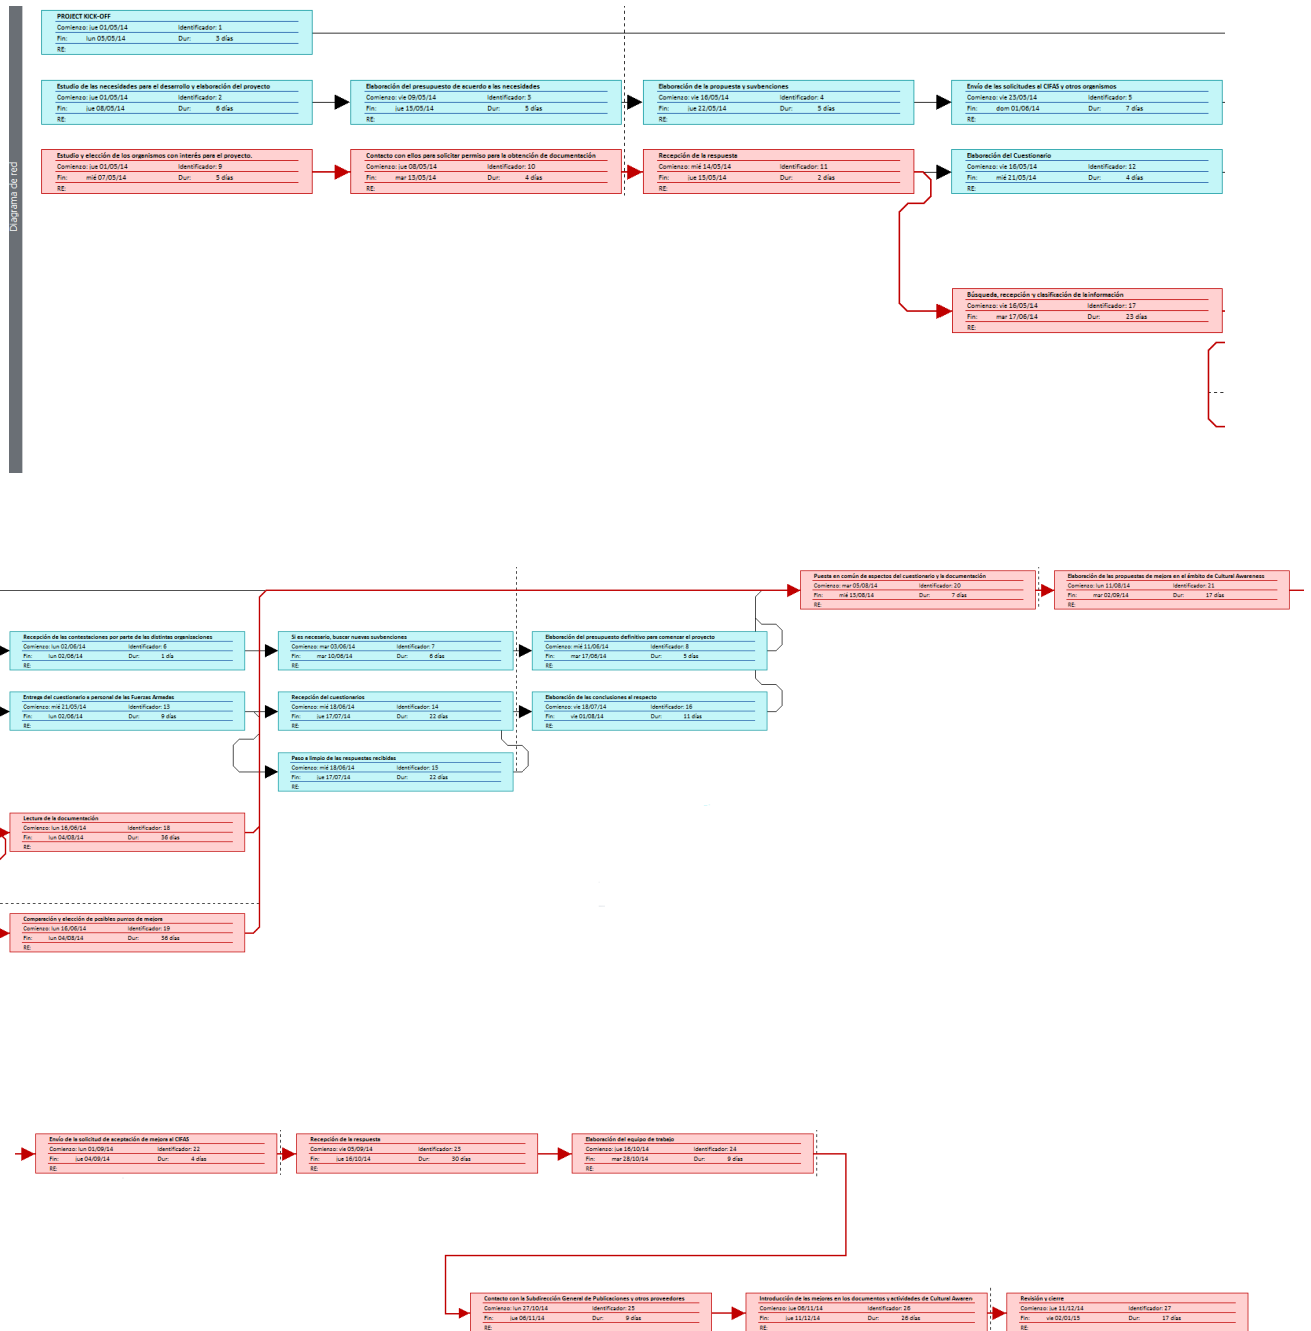 Diagrama de red
PROJECT KICK-OFF
Comienzo: jue 01/05/14 Identificador: 1
Fin: lun 05/05/14 Dur: 3 días
RE:
Estudio de las necesidades para el desarrollo y elaboración del proyecto
Comienzo: jue 01/05/14 Identificador: 2
Fin: jue 08/05/14 Dur: 6 días
RE:
Elaboración del presupuesto de acuerdo a las necesidades
Comienzo: vie 09/05/14 Identificador: 3
Fin: jue 15/05/14 Dur: 5 días
RE:
Elaboración de la propuesta y suvbenciones
Comienzo: vie 16/05/14 Identificador: 4
Fin: jue 22/05/14 Dur: 5 días
RE:
Envío de las solicitudes al CIFAS y otros organismos
Comienzo: vie 23/05/14 Identificador: 5
Fin: dom 01/06/14 Dur: 7 días
RE:
Estudio y elección de los organismos con interés para el proyecto.
Comienzo: jue 01/05/14 Identificador: 9
Fin: mié 07/05/14 Dur: 5 días
RE:
Contacto con ellos para solicitar permiso para la obtención de documentación
Comienzo: jue 08/05/14 Identificador: 10
Fin: mar 13/05/14 Dur: 4 días
RE:
Recepción de la respuesta
Comienzo: mié 14/05/14 Identificador: 11
Fin: jue 15/05/14 Dur: 2 días
RE:
Elaboración del Cuestionario
Comienzo: vie 16/05/14 Identificador: 12
Fin: mié 21/05/14 Dur: 4 días
RE:
Búsqueda, recepción y clasificación de la información
Comienzo: vie 16/05/14 Identificador: 17
Fin: mar 17/06/14 Dur: 23 días
RE:
Puesta en común de aspectos del cuestionario y la documentación
Comienzo: mar 05/08/14 Identificador: 20
Fin: mié 13/08/14 Dur: 7 días
RE:
Elaboración de las propuestas de mejora en el ámbito de Cultural Awareness
Comienzo: lun 11/08/14 Identificador: 21
Fin: mar 02/09/14 Dur: 17 días
RE:
Recepción de las contestaciones por parte de las distintas organizaciones
Comienzo: lun 02/06/14 Identificador: 6
Fin: lun 02/06/14 Dur: 1 día
RE:
Si es necesario, buscar nuevas suvbenciones
Comienzo: mar 03/06/14 Identificador: 7
Fin: mar 10/06/14 Dur: 6 días
RE:
Elaboración del presupuesto definitivo para comenzar el proyecto
Comienzo: mié 11/06/14 Identificador: 8
Fin: mar 17/06/14 Dur: 5 días
RE:
Entrega del cuestionario a personal de las Fuerzas Armadas
Comienzo: mié 21/05/14 Identificador: 13
Fin: lun 02/06/14 Dur: 9 días
RE:
Recepción del cuestionarios
Comienzo: mié 18/06/14 Identificador: 14
Fin: jue 17/07/14 Dur: 22 días
RE:
Elaboración de las conclusiones al respecto
Comienzo: vie 18/07/14 Identificador: 16
Fin: vie 01/08/14 Dur: 11 días
RE:
Paso a limpio de las respuestas recibidas
Comienzo: mié 18/06/14 Identificador: 15
Fin: jue 17/07/14 Dur: 22 días
RE:
Lectura de la documentación
Comienzo: lun 16/06/14 Identificador: 18
Fin: lun 04/08/14 Dur: 36 días
RE:
Comparación y elección de posibles puntos de mejora
Comienzo: lun 16/06/14 Identificador: 19
Fin: lun 04/08/14 Dur: 36 días
RE:
Envío de la solicitud de aceptación de mejora al CIFAS
Comienzo: lun 01/09/14 Identificador: 22
Fin: jue 04/09/14 Dur: 4 días
RE:
Recepción de la respuesta
Comienzo: vie 05/09/14 Identificador: 23
Fin: jue 16/10/14 Dur: 30 días
RE:
Elaboración del equipo de trabajo
Comienzo: jue 16/10/14 Identificador: 24
Fin: mar 28/10/14 Dur: 9 días
RE:
Contacto con la Subdirección General de Publicaciones y otros proveedores
Comienzo: lun 27/10/14 Identificador: 25
Fin: jue 06/11/14 Dur: 9 días
RE:
Introducción de las mejoras en los documentos y actividades de Cultural Awaren
Comienzo: jue 06/11/14 Identificador: 26
Fin: jue 11/12/14 Dur: 26 días
RE:
Revisión y cierre
Comienzo: jue 11/12/14 Identificador: 27
Fin: vie 02/01/15 Dur: 17 días
RE: